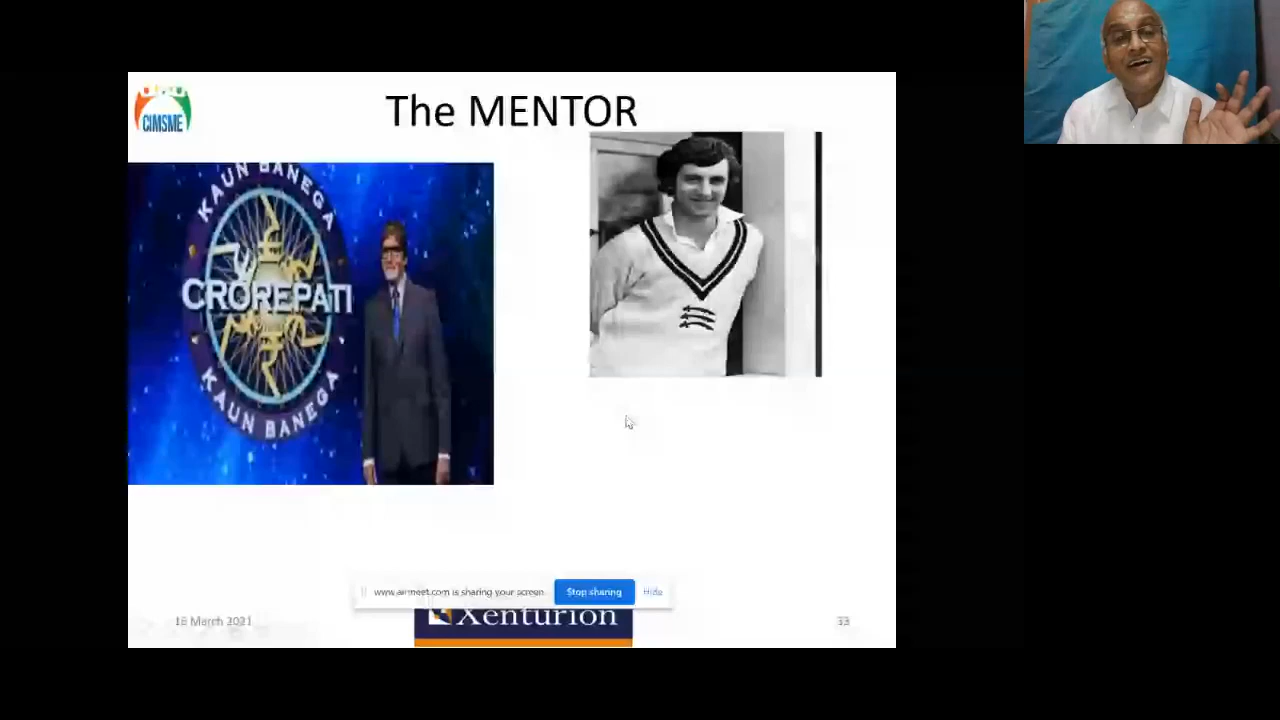 CIMSME
The MENTOR
KAUN BANEGA
CROREPATI
KAUN BANEGA
www.airmeet.com is sharing your screen.
Stop sharing
Hide
18 March 2021
Xenturion
33